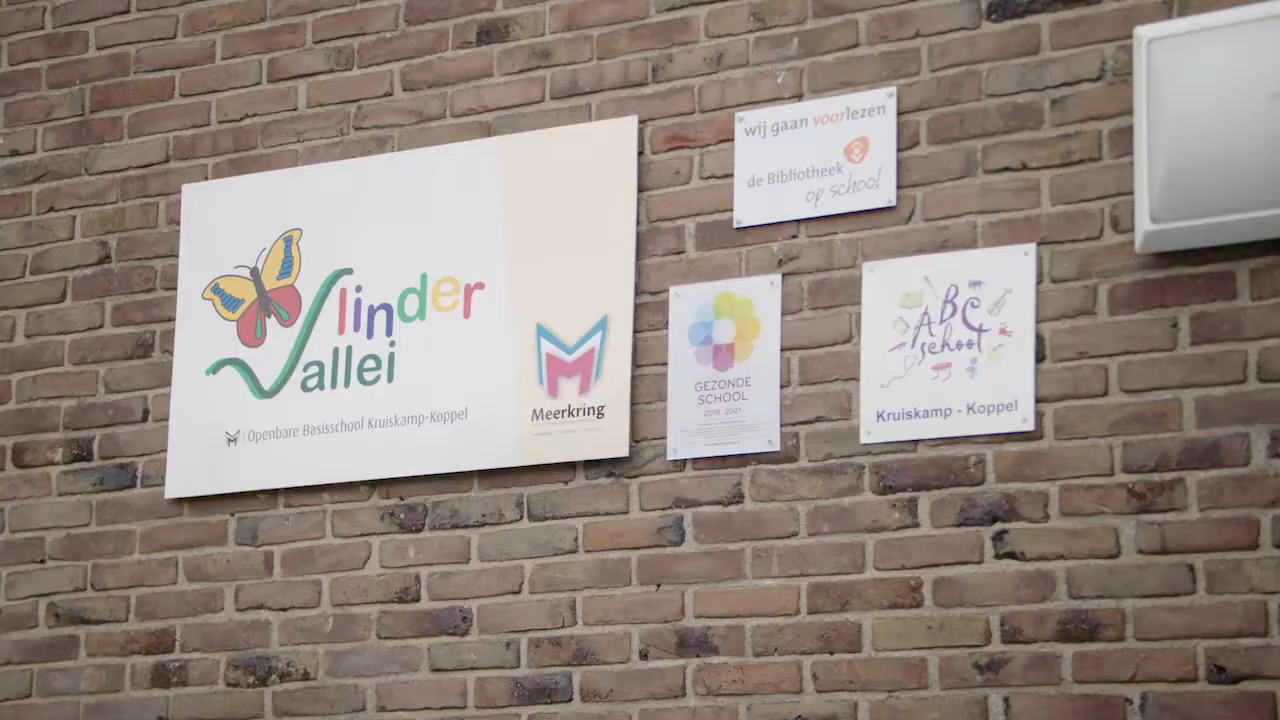 Vlinder
Vallei
Openbare Basisschool Kruiskamp-Koppel
Meerkring
wij gaan voorlezen
de Bibliotheek
op school
GEZONDE
SCHOOL
2018-2021
ABC
school
Kruiskamp - Koppel